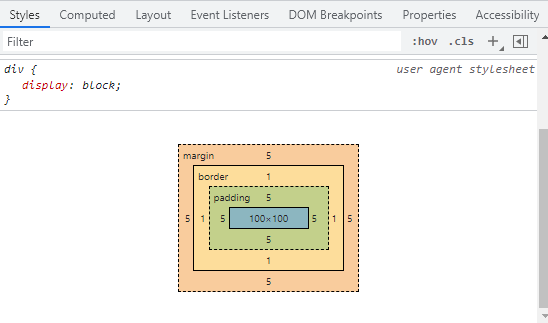 Styles Computed Layout Event Listeners DOM Breakpoints Properties Accessibility
Filter :hov .cls
div { user agent stylesheet
display: block;
}
margin 5
border 1
padding 5
5 1 5 100×100 5 1 5
5
1
5